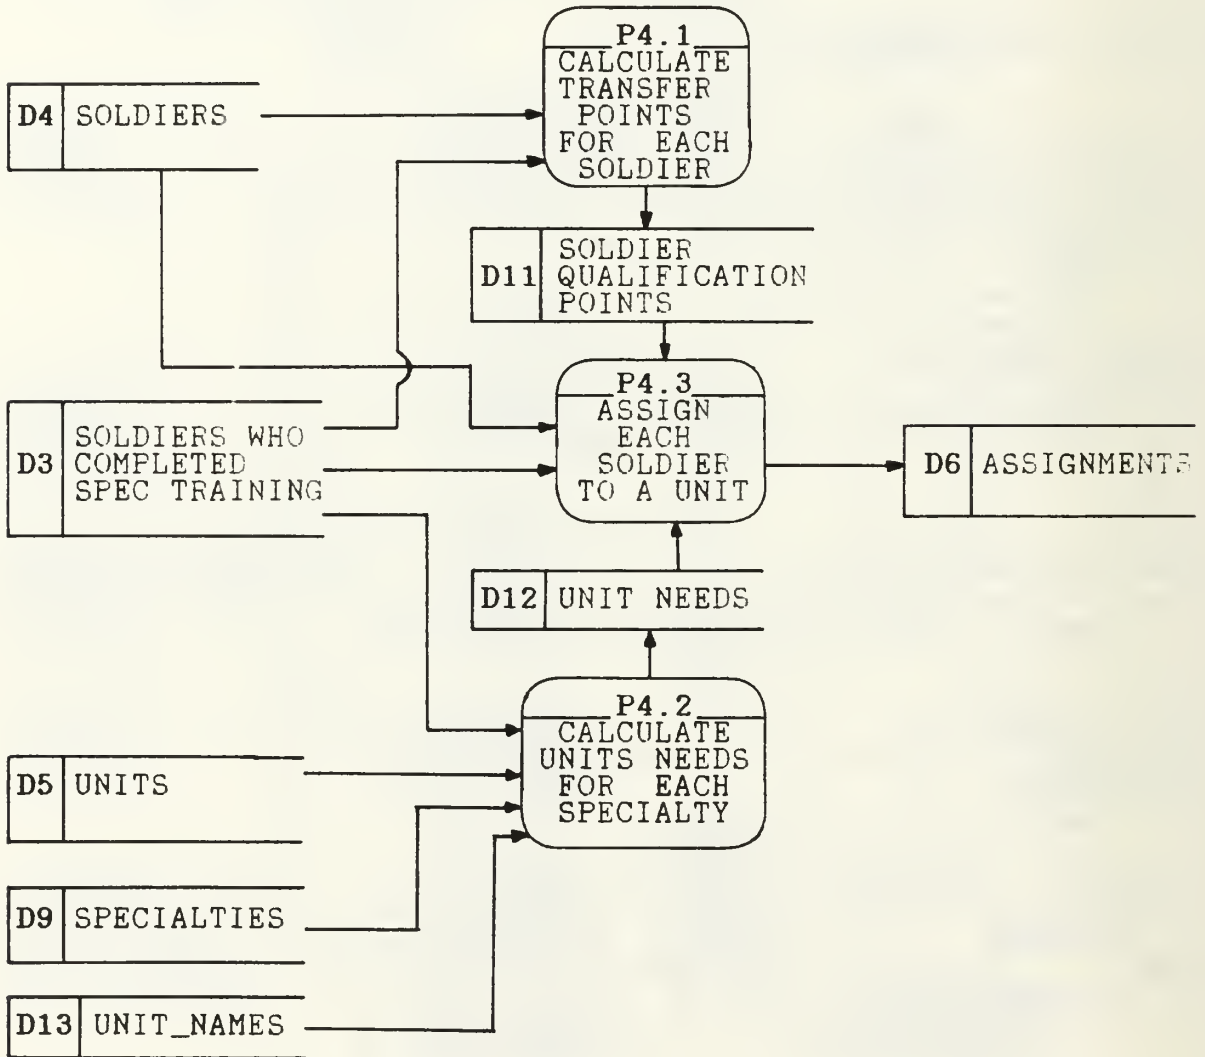 P4.1
CALCULATE
TRANSFER
POINTS
FOR EACH
SOLDIER
D4 SOLDIERS
D11
SOLDIER
QUALIFICATION
POINTS
P4.3
ASSIGN
EACH
SOLDIER
TO A UNIT
D3
SOLDIERS WHO
COMPLETED
SPEC TRAINING
D6 ASSIGNMENTS
D12 UNIT NEEDS
P4.2
CALCULATE
UNITS NEEDS
FOR EACH
SPECIALTY
D5 UNITS
D9 SPECIALTIES
D13 UNIT_NAMES